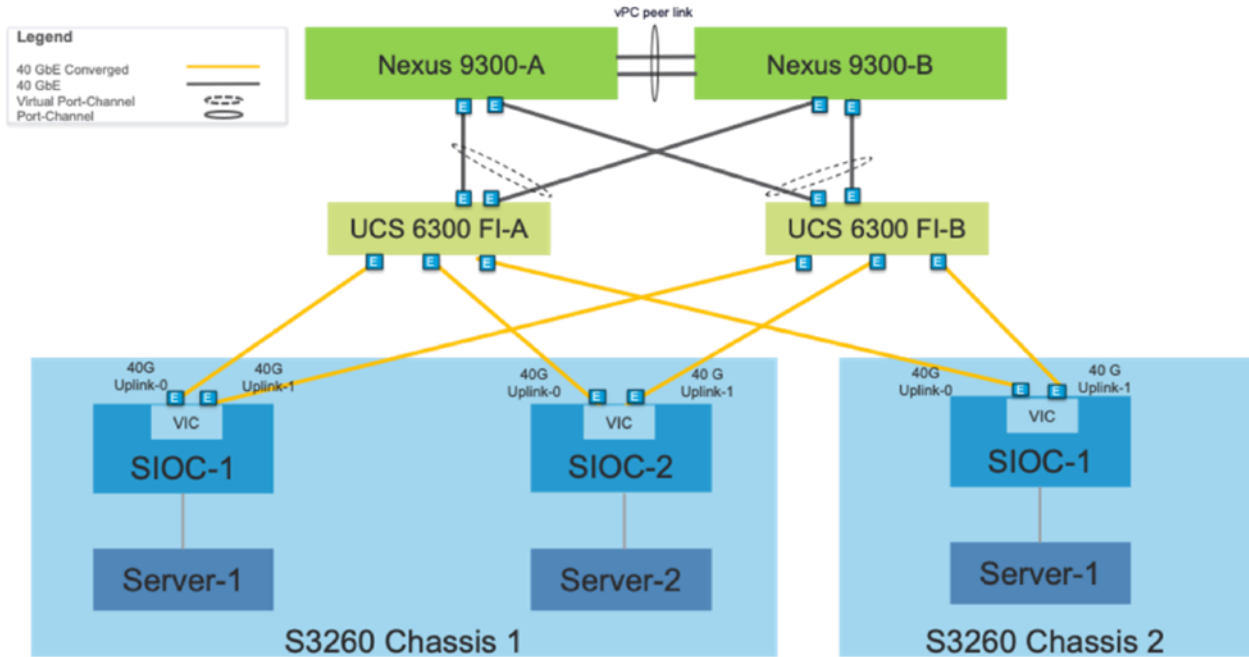 vPC peer link
Legend
40 GbE Converged
40 GbE
Virtual Port-Channel
Port-Channel
Nexus 9300-A
Nexus 9300-B
E
E
E
E
E
E
E
E
UCS 6300 FI-A
UCS 6300 FI-B
E
E
E
E
E
E
40G
Uplink-0
40G
Uplink-1
40G
Uplink-0
40 G
Uplink-1
40G
Uplink-0
40 G
Uplink-1
E
E
E
E
E
E
VIC
VIC
VIC
SIOC-1
SIOC-2
SIOC-1
Server-1
Server-2
Server-1
S3260 Chassis 1
S3260 Chassis 2